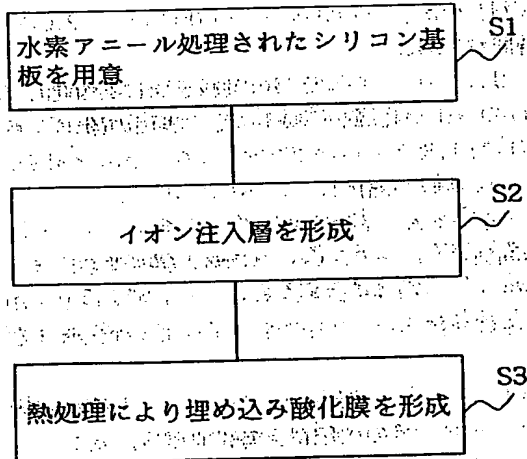 水素アニール処理されたシリコン基
板を用意
S1
イオン注入層を形成
S2
熱処理により埋め込み酸化膜を形成
S3